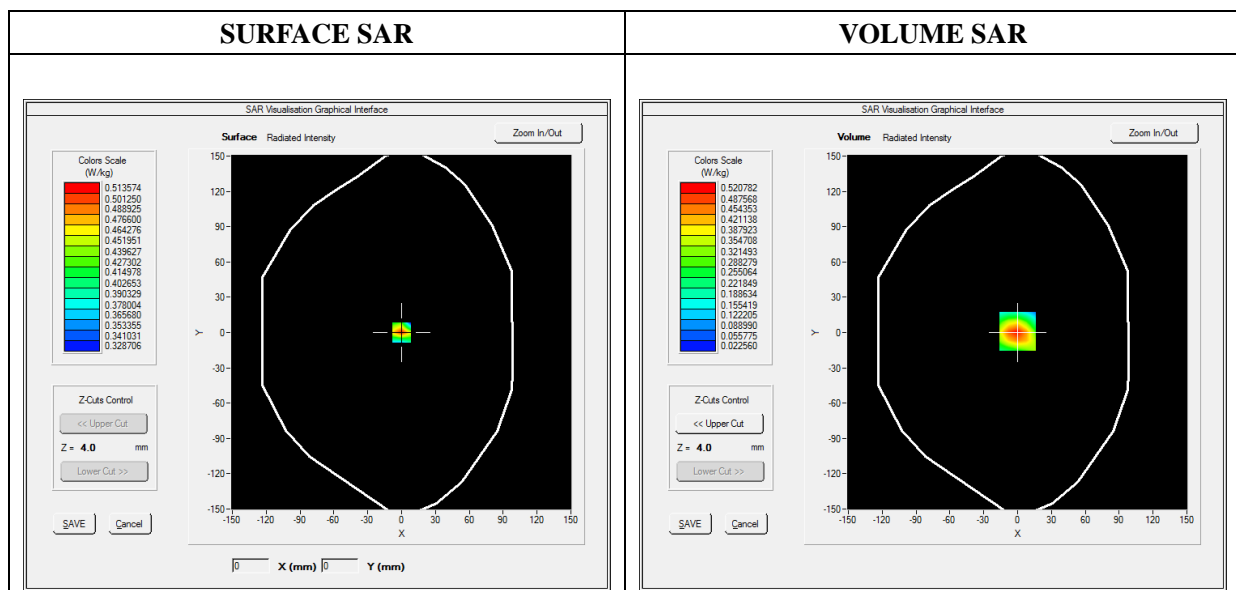 SURFACE SAR
VOLUME SAR
SAR Visualisation Graphical Interface
Surface Radiated Intensity
Zoom In/Out
Colors Scale
(W/kg)
0.513574
0.501250
0.488925
0.476600
0.464276
0.451951
0.439627
0.427302
0.414978
0.402653
0.390329
0.378004
0.365680
0.353355
0.341031
0.328706
150
120
90
60
30
0
-30
-60
-90
-120
-150
Y
-150 -120 -90 -60 -30 0 30 60 90 120 150
X
Z-Cuts Control
<< Upper Cut
Z = 4.0 mm
Lower Cut >>
SAVE Cancel
0 X (mm) 0 Y (mm)
SAR Visualisation Graphical Interface
Volume Radiated Intensity
Zoom In/Out
Colors Scale
(W/kg)
0.520782
0.487568
0.454353
0.421138
0.387923
0.354708
0.321493
0.288279
0.255064
0.221849
0.188634
0.155419
0.122205
0.088990
0.055775
0.022560
150
120
90
60
30
0
-30
-60
-90
-120
-150
Y
-150 -120 -90 -60 -30 0 30 60 90 120 150
X
Z-Cuts Control
<< Upper Cut
Z = 4.0 mm
Lower Cut >>
SAVE Cancel